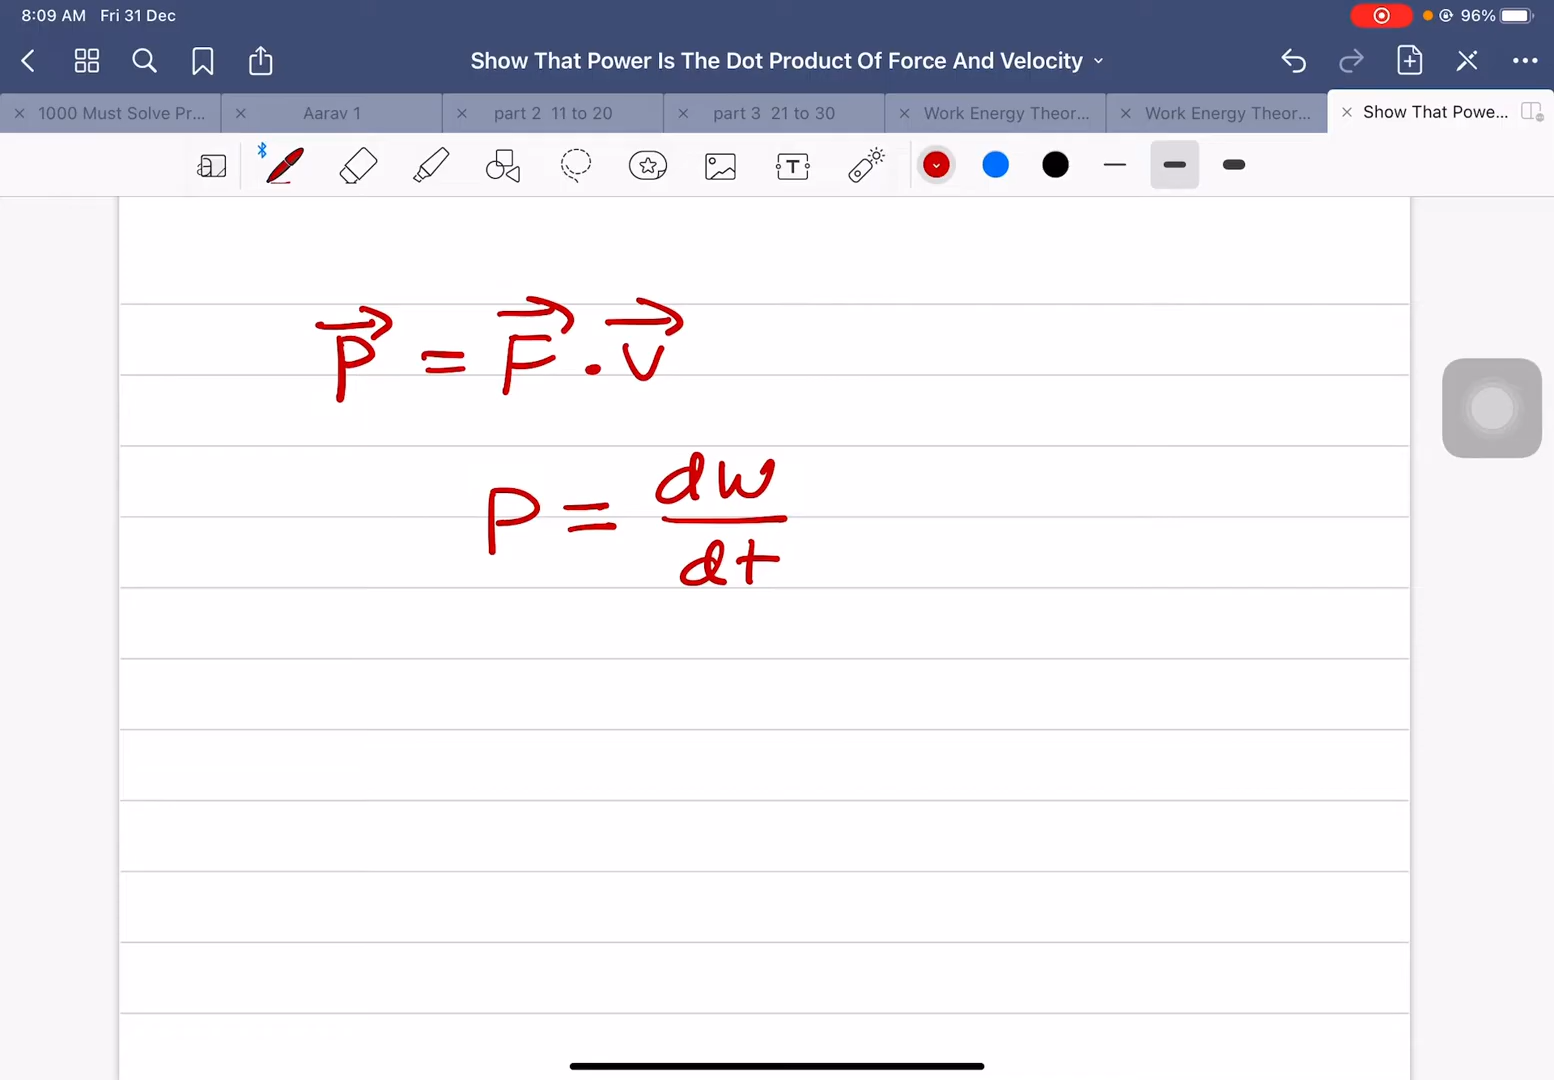 8:09 AM Fri 31 Dec 96%
Show That Power Is The Dot Product Of Force And Velocity
1000 Must Solve Pr... Aarav 1 part 2 11 to 20 part 3 21 to 30 Work Energy Theor... Work Energy Theor... Show That Powe...
a T
P⃗ = F⃗ . v⃗
P = dw/dt